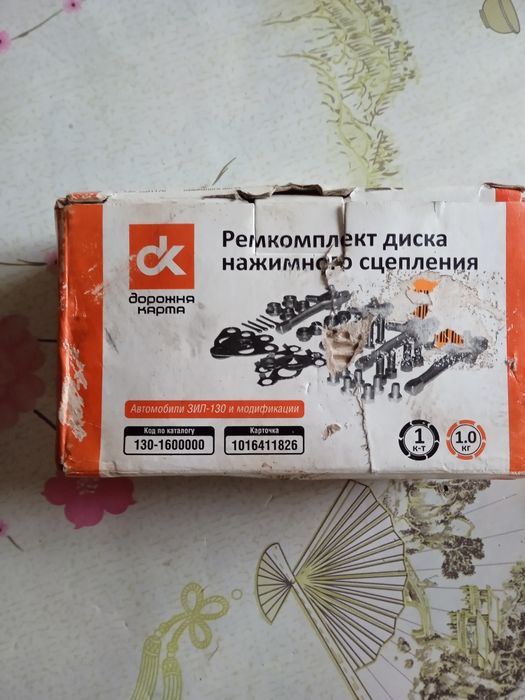 Ремкомплект диска
нажимного сцепления
дк
дорожня
карта
Автомобили ЗИЛ-130 и модификации
Код по каталогу
130-1600000
Карточка
1016411826
1
к-т
1.0
кг